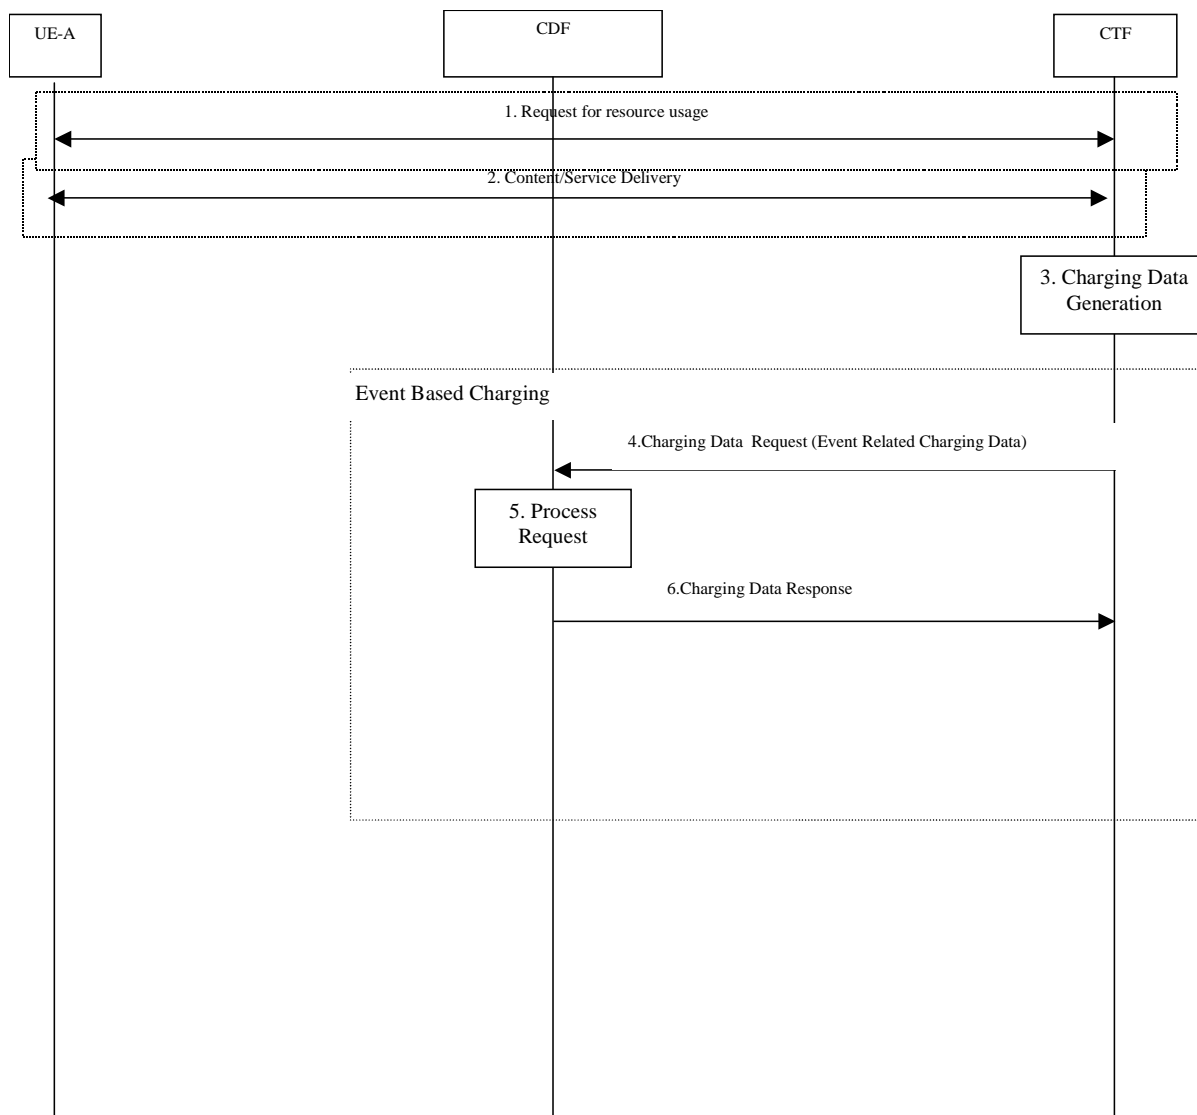 UE-A
CDF
CTF
1. Request for resource usage
2. Content/Service Delivery
3. Charging Data
Generation
Event Based Charging
4.Charging Data  Request (Event Related Charging Data)
5. Process
Request
6.Charging Data Response